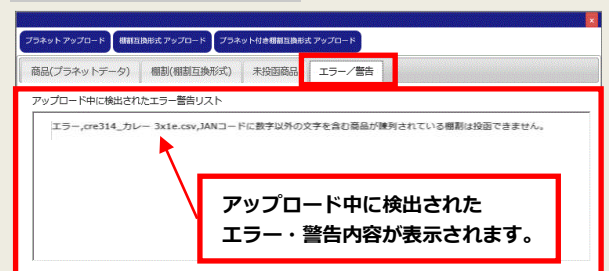 プラネット アップロード 棚割互換形式 アップロード プラネット付き棚割互換形式 アップロード
商品(プラネットデータ) 棚割(棚割互換形式) 未投函商品 エラー／警告
アップロード中に検出されたエラー警告リスト
エラー,cre314_カレー 3x1e.csv,JANコードに数字以外の文字を含む商品が陳列されている棚割は投函できません。
アップロード中に検出された
エラー・警告内容が表示されます。